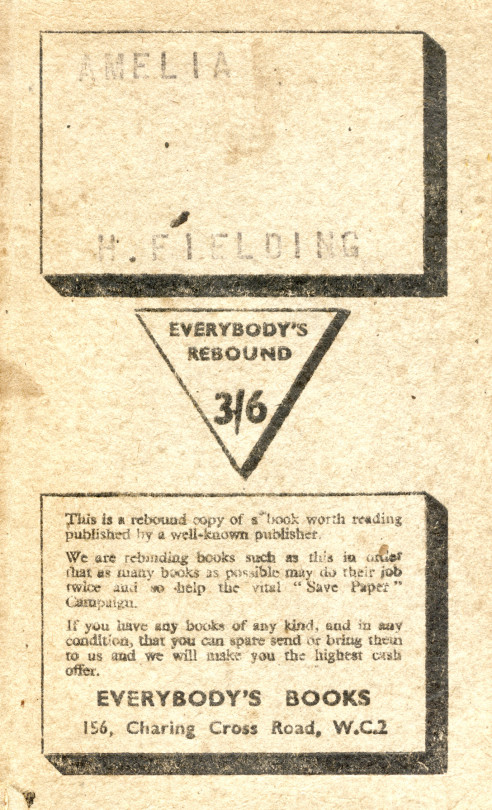 AMELIA
H. FIELDING
EVERYBODY'S
REBOUND
3/6
This is a rebound copy of a book worth reading
published by a well-known publisher.
We are rebinding books such as this in order
that as many books as possible may do their job
twice and so help the vital "Save Paper"
Campaign.
If you have any books of any kind, and in any
condition, that you can spare send or bring them
to us and we will make you the highest cash
offer.
EVERYBODY'S BOOKS
156, Charing Cross Road, W.C.2